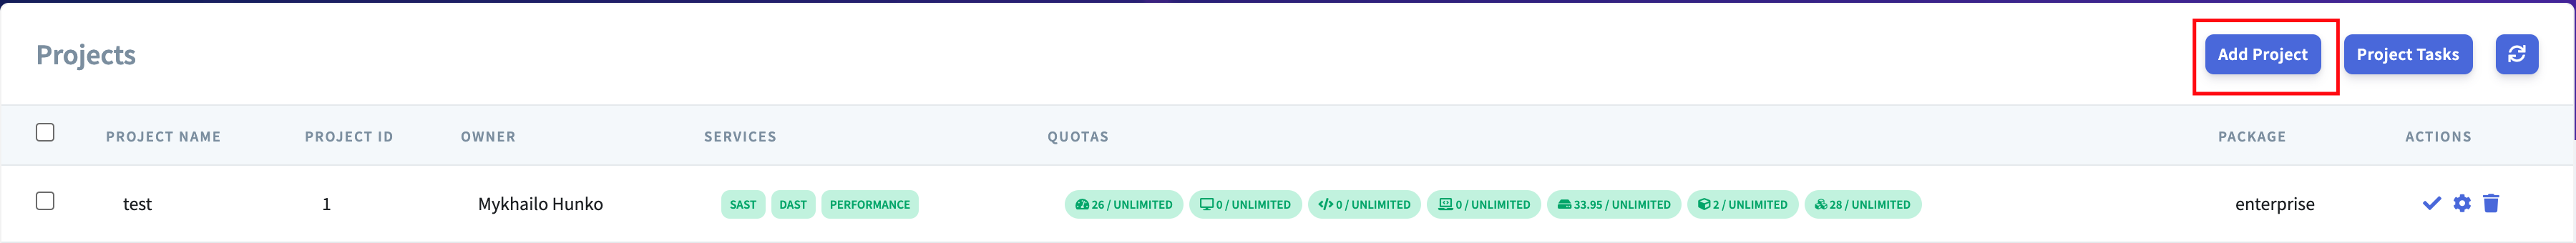 Projects
Add Project
Project Tasks
PROJECT NAME PROJECT ID OWNER SERVICES QUOTAS PACKAGE ACTIONS
test 1 Mykhailo Hunko SAST DAST PERFORMANCE 26 / UNLIMITED 0 / UNLIMITED 0 / UNLIMITED 0 / UNLIMITED 33.95 / UNLIMITED 2 / UNLIMITED 28 / UNLIMITED enterprise